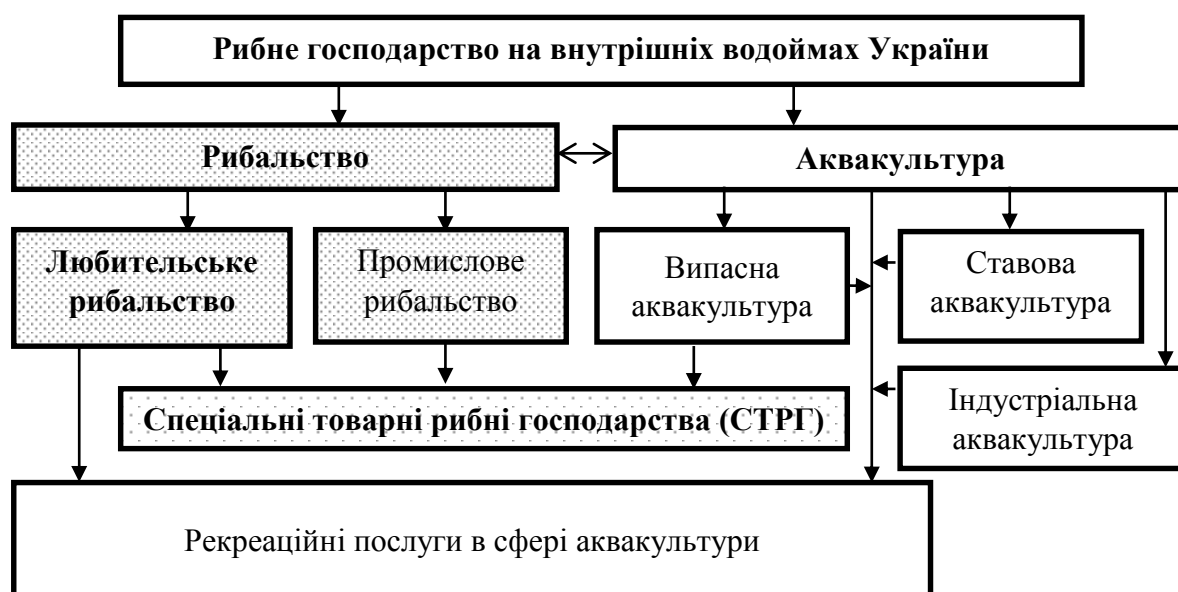 Рибне господарство на внутрішніх водоймах України
Рибальство
Аквакультура
Любительське
рибальство
Промислове
рибальство
Випасна
аквакультура
Ставова
аквакультура
Спеціальні товарні рибні господарства (СТРГ)
Індустріальна
аквакультура
Рекреаційні послуги в сфері аквакультури